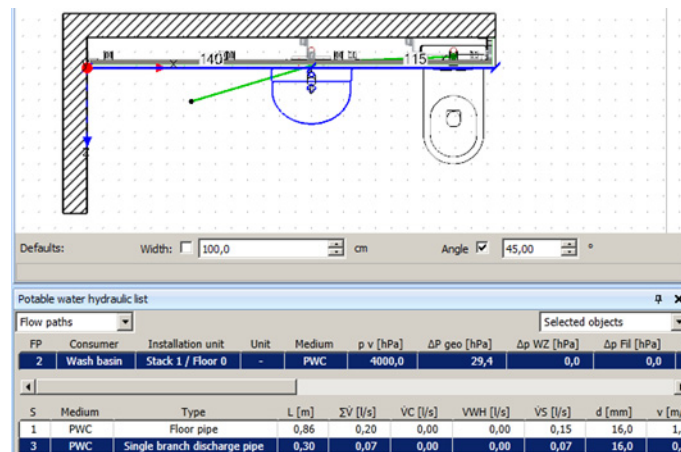 140
X
115
Z
Defaults: Width: 100,0 cm Angle 45,00 °
Potable water hydraulic list
Flow paths Selected objects
FP Consumer Installation unit Unit Medium p v [hPa] ΔP geo [hPa] Δp WZ [hPa] Δp Fil [hPa]
2 Wash basin Stack 1 / Floor 0 - PWC 4000,0 29,4 0,0 0,0
S Medium Type L [m] ΣV̇ [l/s] V̇C [l/s] VWH [l/s] V̇S [l/s] d [mm] v [m/
1 PWC Floor pipe 0,86 0,20 0,00 0,00 0,15 16,0 1,
3 PWC Single branch discharge pipe 0,30 0,07 0,00 0,00 0,07 16,0 0,